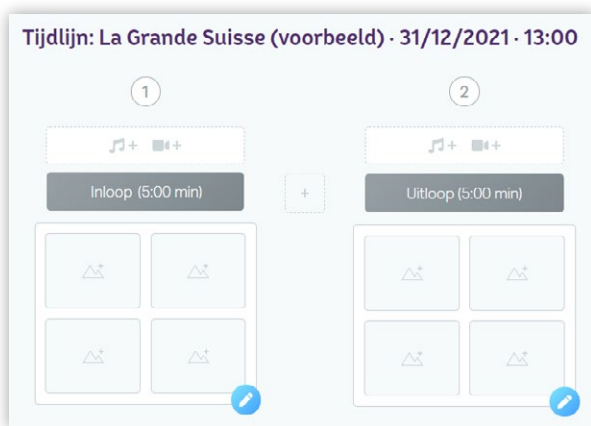 Tijdlijn: La Grande Suisse (voorbeeld) · 31/12/2021 · 13:00
1
2
+ +
+ +
Inloop (5:00 min)
+
Uitloop (5:00 min)